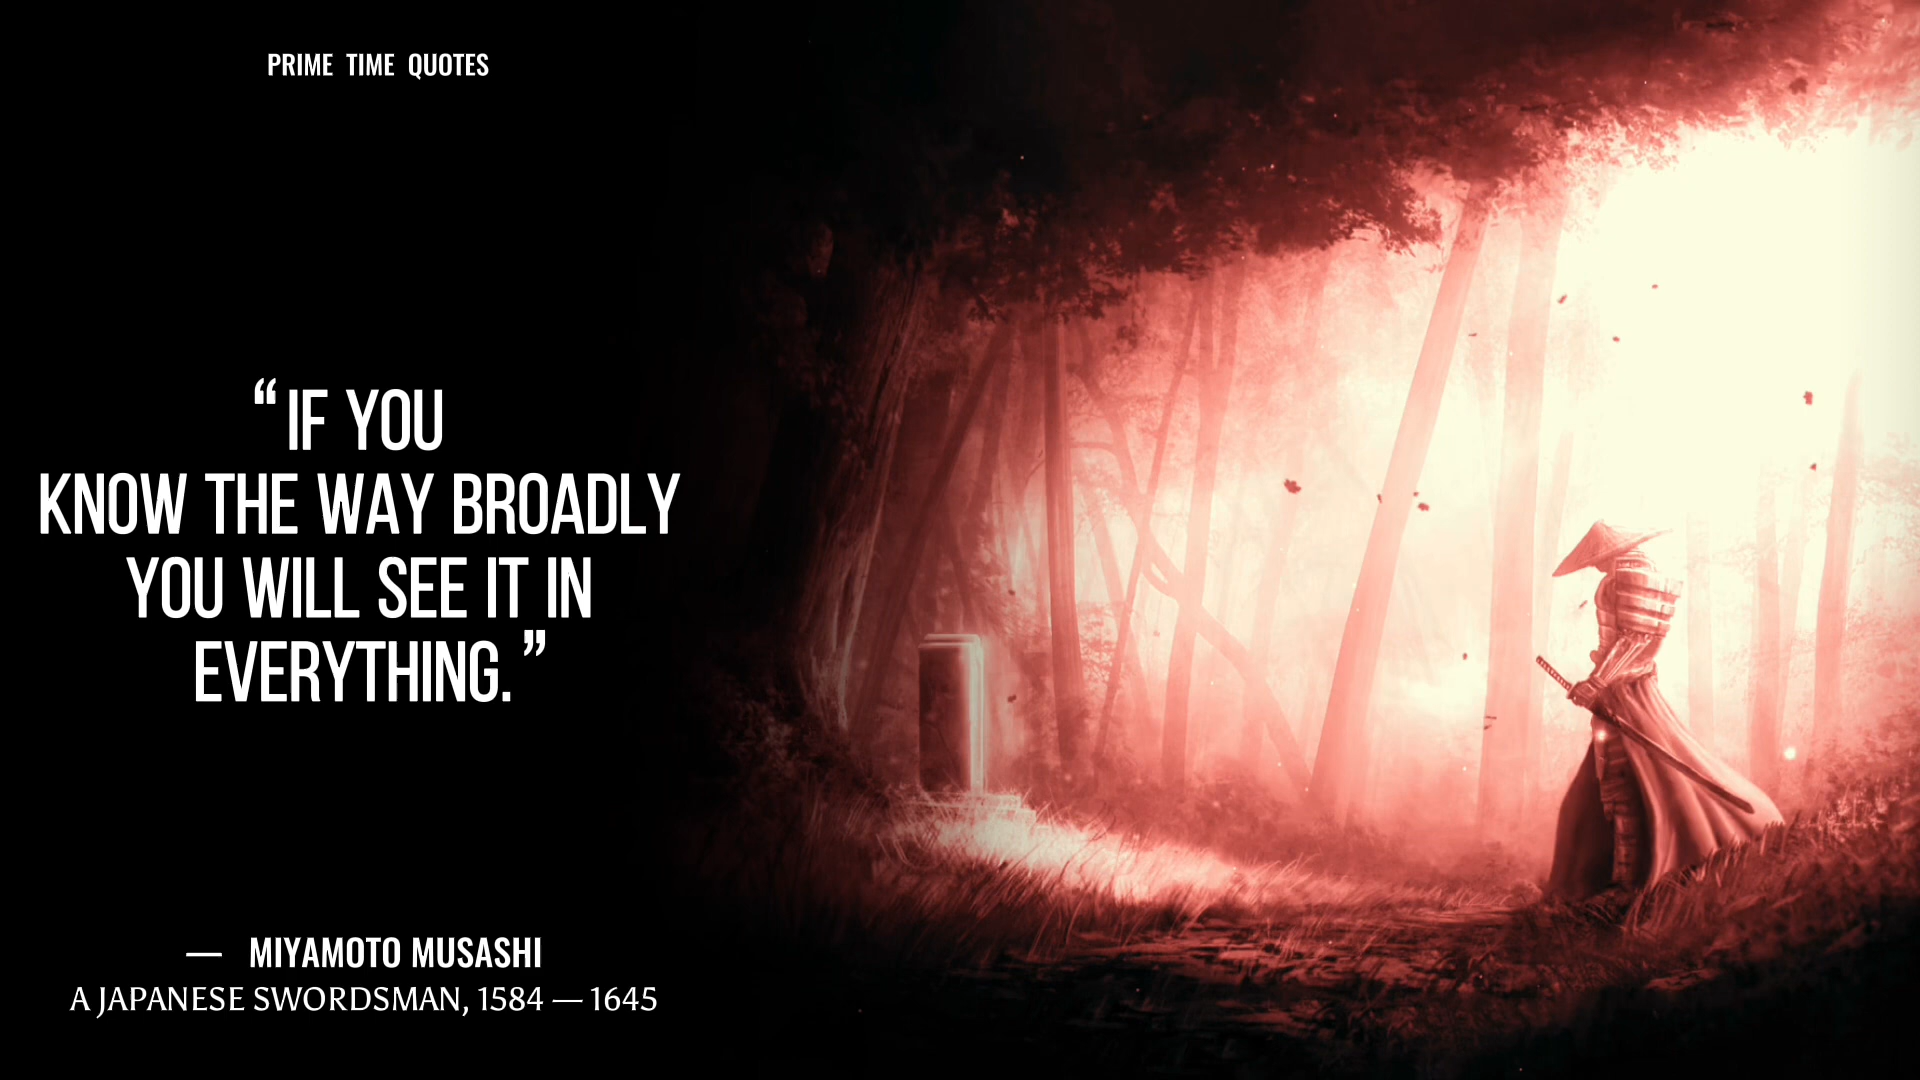 PRIME TIME QUOTES
“IF YOU
KNOW THE WAY BROADLY
YOU WILL SEE IT IN
EVERYTHING.”
— MIYAMOTO MUSASHI
A JAPANESE SWORDSMAN, 1584 — 1645